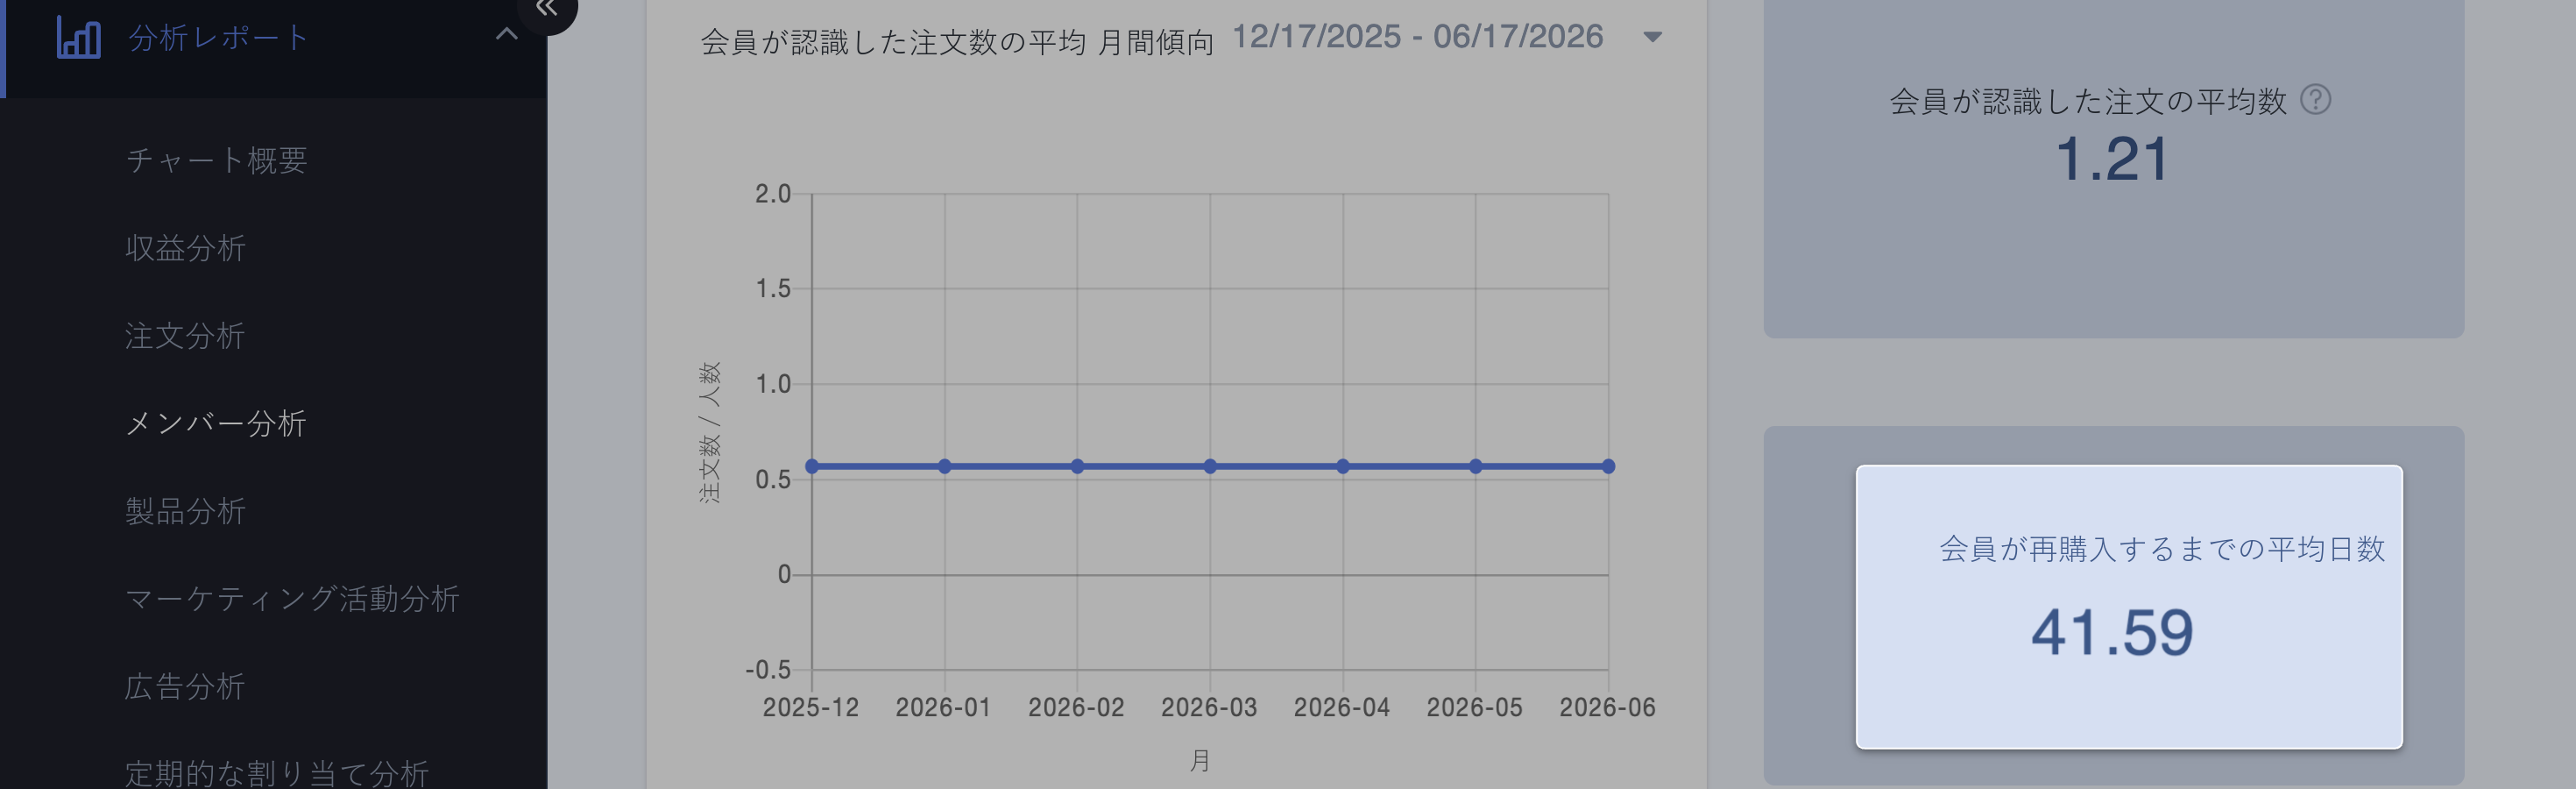 分析レポート
チャート概要
収益分析
注文分析
メンバー分析
製品分析
マーケティング活動分析
広告分析
定期的な割り当て分析
会員が認識した注文数の平均 月間傾向 12/17/2025 - 06/17/2026
2.0
1.5
1.0
0.5
0
-0.5
注文数 / 人数
2025-12 2026-01 2026-02 2026-03 2026-04 2026-05 2026-06
月
会員が認識した注文の平均数 ?
1.21
会員が再購入するまでの平均日数
41.59